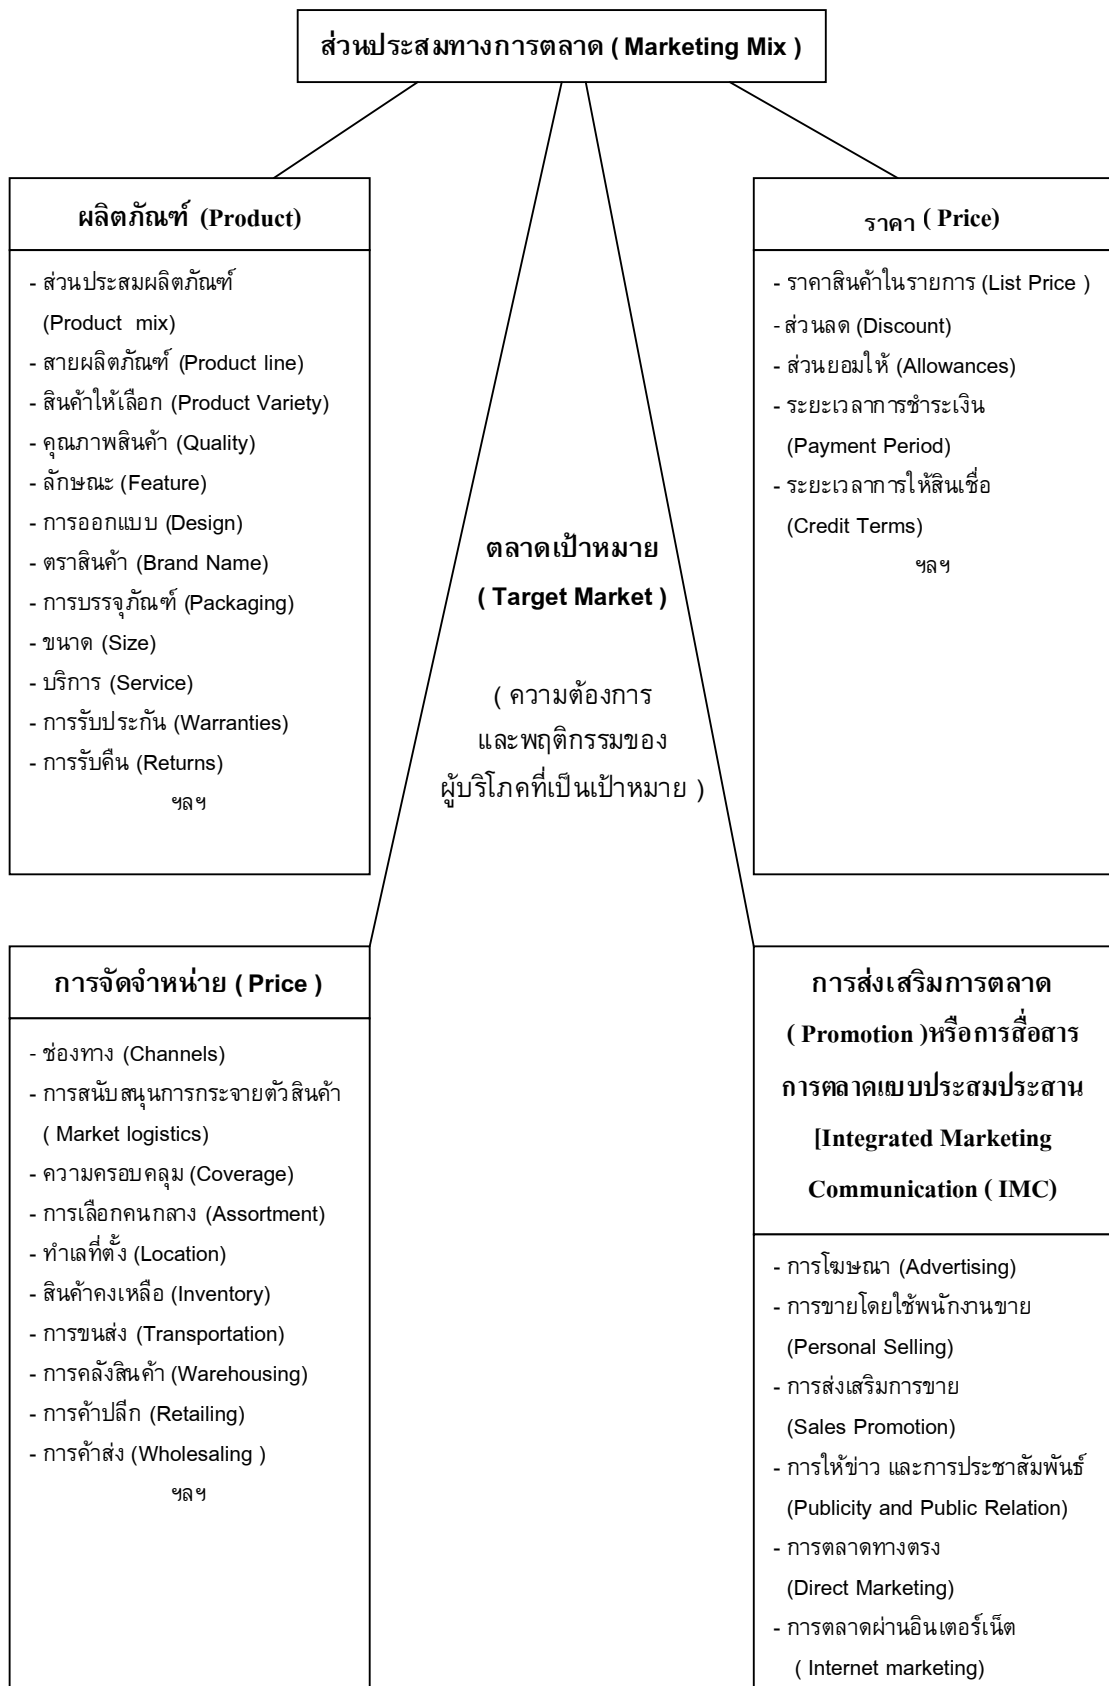 ส่วนประสมทางการตลาด ( Marketing Mix )
ผลิตภัณฑ์ (Product)
- ส่วนประสมผลิตภัณฑ์
(Product mix)
- สายผลิตภัณฑ์ (Product line)
- สินค้าให้เลือก (Product Variety)
- คุณภาพสินค้า (Quality)
- ลักษณะ (Feature)
- การออกแบบ (Design)
- ตราสินค้า (Brand Name)
- การบรรจุภัณฑ์ (Packaging)
- ขนาด (Size)
- บริการ (Service)
- การรับประกัน (Warranties)
- การรับคืน (Returns)
ฯลฯ
ราคา ( Price)
- ราคาสินค้าในรายการ (List Price )
- ส่วนลด (Discount)
- ส่วนยอมให้ (Allowances)
- ระยะเวลาการชำระเงิน
(Payment Period)
- ระยะเวลาการให้สินเชื่อ
(Credit Terms)
ฯลฯ
ตลาดเป้าหมาย
( Target Market )
( ความต้องการ
และพฤติกรรมของ
ผู้บริโภคที่เป็นเป้าหมาย )
การจัดจำหน่าย ( Price )
- ช่องทาง (Channels)
- การสนับสนุนการกระจายตัวสินค้า
( Market logistics)
- ความครอบคลุม (Coverage)
- การเลือกคนกลาง (Assortment)
- ทำเลที่ตั้ง (Location)
- สินค้าคงเหลือ (Inventory)
- การขนส่ง (Transportation)
- การคลังสินค้า (Warehousing)
- การค้าปลีก (Retailing)
- การค้าส่ง (Wholesaling )
ฯลฯ
การส่งเสริมการตลาด
( Promotion )หรือการสื่อสาร
การตลาดแบบประสมประสาน
[Integrated Marketing
Communication ( IMC)
- การโฆษณา (Advertising)
- การขายโดยใช้พนักงานขาย
(Personal Selling)
- การส่งเสริมการขาย
(Sales Promotion)
- การให้ข่าว และการประชาสัมพันธ์
(Publicity and Public Relation)
- การตลาดทางตรง
(Direct Marketing)
- การตลาดผ่านอินเตอร์เน็ต
( Internet marketing)